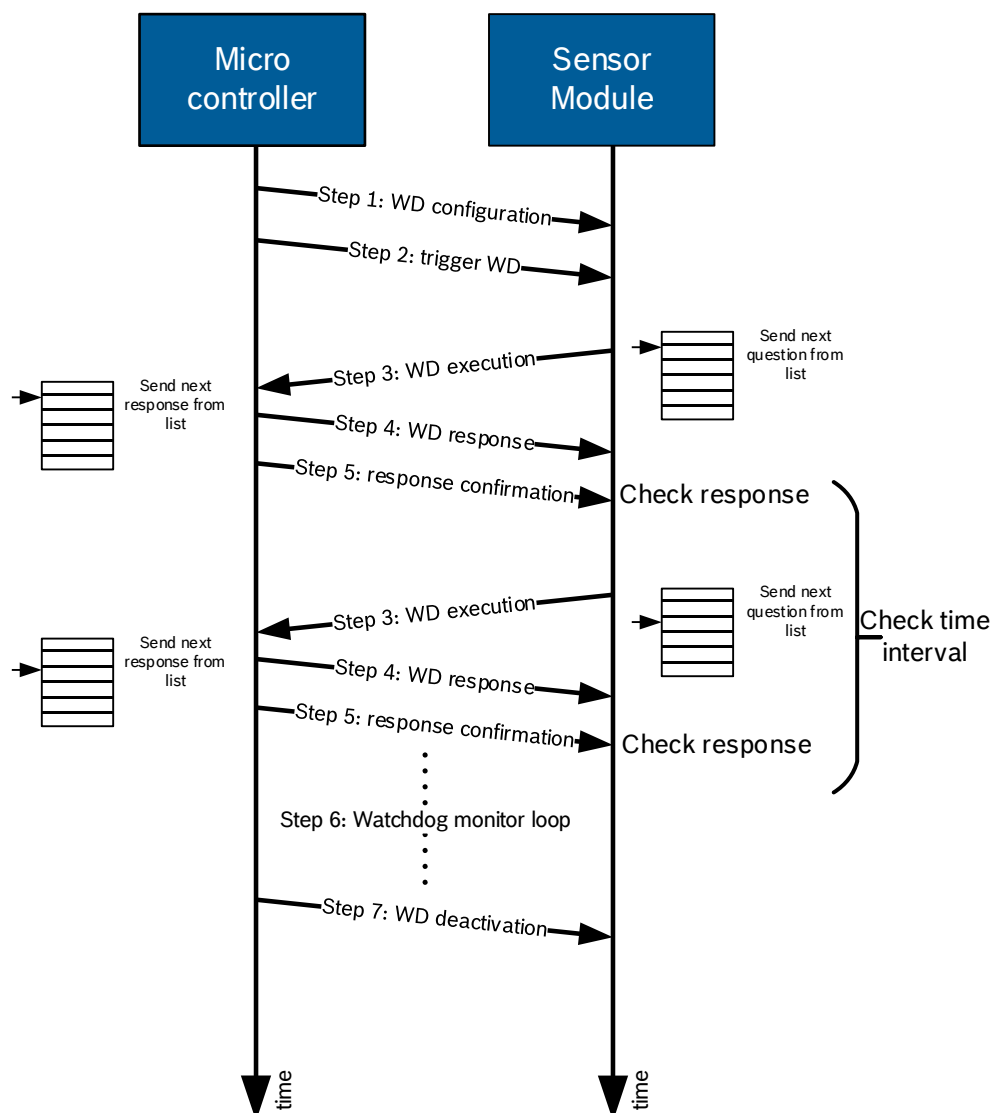 Micro
controller
Sensor
Module
Step 1: WD configuration
Step 2: trigger WD
Send next
question from
list
Step 3: WD execution
Send next
response from
list
Step 4: WD response
Step 5: response confirmation
Check response
Step 3: WD execution
Send next
question from
list
Check time
interval
Send next
response from
list
Step 4: WD response
Step 5: response confirmation
Check response
Step 6: Watchdog monitor loop
Step 7: WD deactivation
time
time